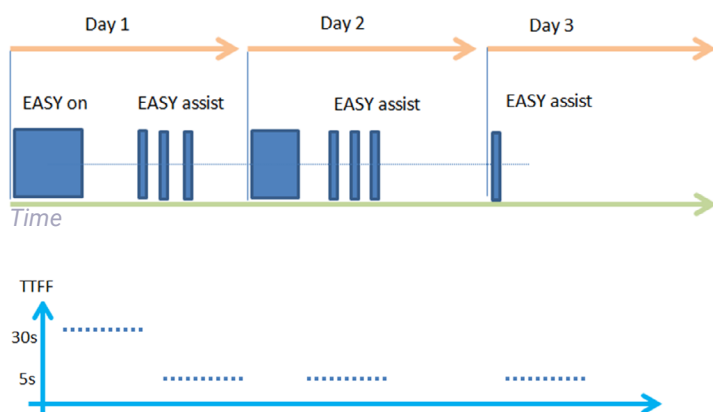 Day 1
Day 2
Day 3
EASY on
EASY assist
EASY assist
EASY assist
Time
TTFF
30s
5s